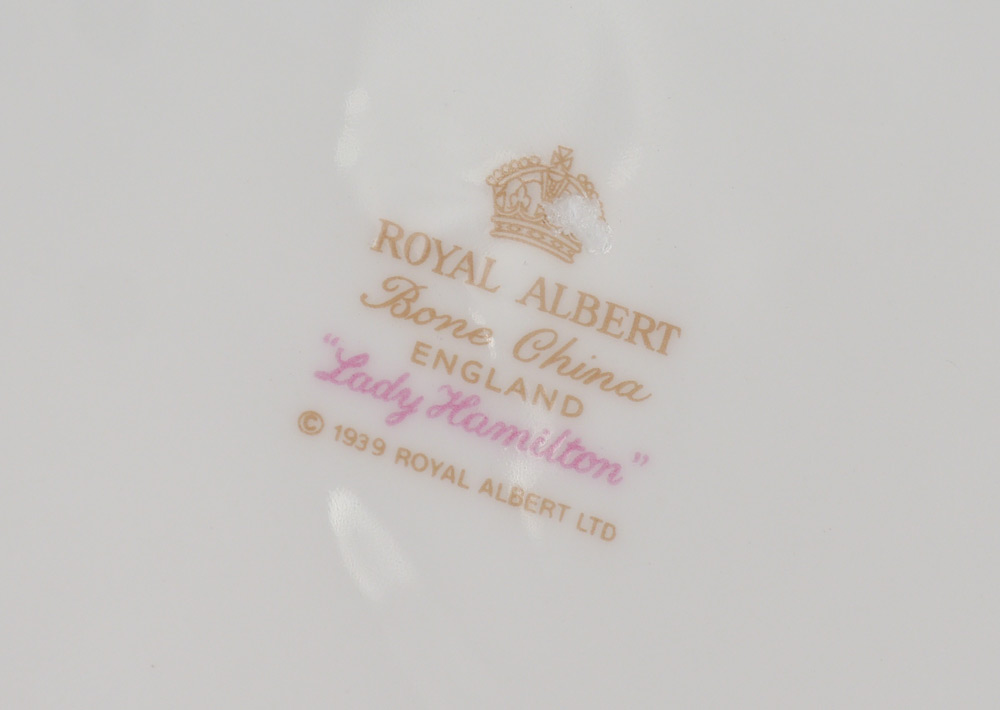 ROYAL ALBERT
Bone China
ENGLAND
"Lady Hamilton"
© 1939 ROYAL ALBERT LTD